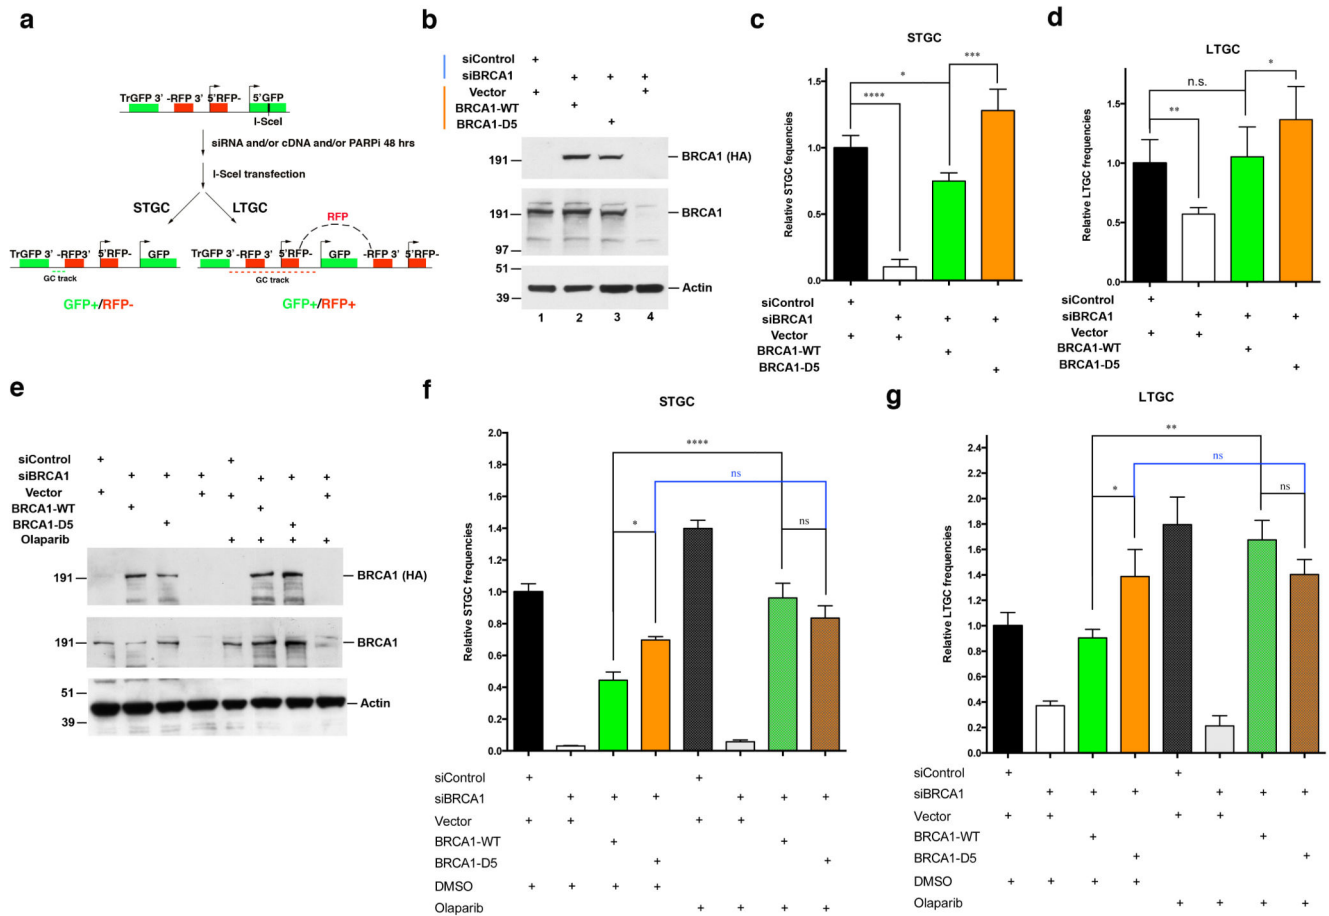 a
TrGFP 3' -RFP 3' 5'RFP- 5'GFP
I-SceI
siRNA and/or cDNA and/or PARPi 48 hrs
I-SceI transfection
STGC LTGC
RFP
TrGFP 3' -RFP3' 5'RFP- GFP
GC track
GFP+/RFP-
TrGFP 3' -RFP 3' 5'RFP- GFP -RFP 3' 5'RFP-
GC track
GFP+/RFP+
b
siControl +
siBRCA1 + + +
Vector + +
BRCA1-WT +
BRCA1-D5 +
191 BRCA1 (HA)
191 BRCA1
97
51
39 Actin
1 2 3 4
c
STGC
Relative STGC fequencies
1.5
1.0
0.5
0.0
****
*
***
siControl +
siBRCA1 + + +
Vector + +
BRCA1-WT +
BRCA1-D5 +
d
LTGC
Relative LTGC frequencies
1.5
1.0
0.5
0.0
n.s.
**
*
siControl +
siBRCA1 + + +
Vector + +
BRCA1-WT +
BRCA1-D5 +
e
siControl + +
siBRCA1 + + + + + +
Vector + + + +
BRCA1-WT + +
BRCA1-D5 + +
Olaparib + + + +
191 BRCA1 (HA)
191 BRCA1
51
39 Actin
f
STGC
Relative STGC frequencies
2.0
1.8
1.6
1.4
1.2
1.0
0.8
0.6
0.4
0.2
0.0
****
ns
*
ns
siControl + +
siBRCA1 + + + + + +
Vector + + + +
BRCA1-WT + +
BRCA1-D5 + +
DMSO + + + +
Olaparib + + + +
g
LTGC
Relative LTGC frequencies
2.4
2.2
2.0
1.8
1.6
1.4
1.2
1.0
0.8
0.6
0.4
0.2
0.0
**
ns
*
ns
siControl + +
siBRCA1 + + + + + +
Vector + + + +
BRCA1-WT + +
BRCA1-D5 + +
DMSO + + + +
Olaparib + + + +